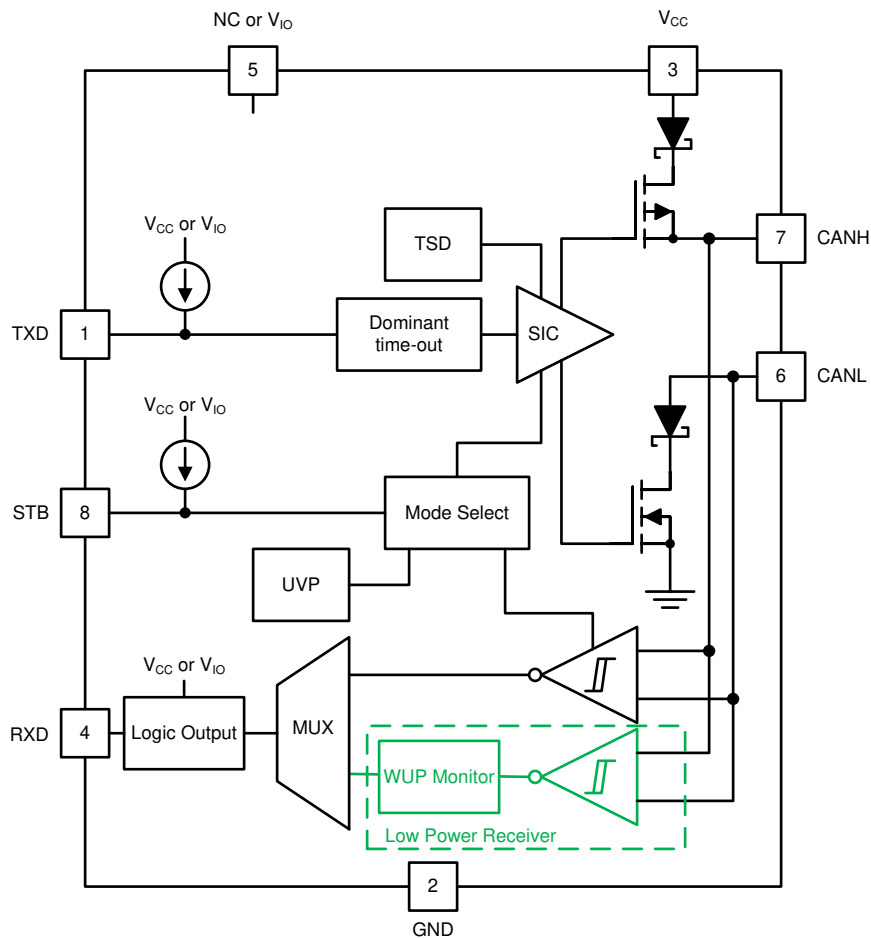 NC or VIO
VCC
5
3
VCC or VIO
TSD
7
CANH
TXD
1
Dominant
time-out
SIC
6
CANL
VCC or VIO
STB
8
Mode Select
UVP
VCC or VIO
RXD
4
Logic Output
MUX
WUP Monitor
Low Power Receiver
2
GND